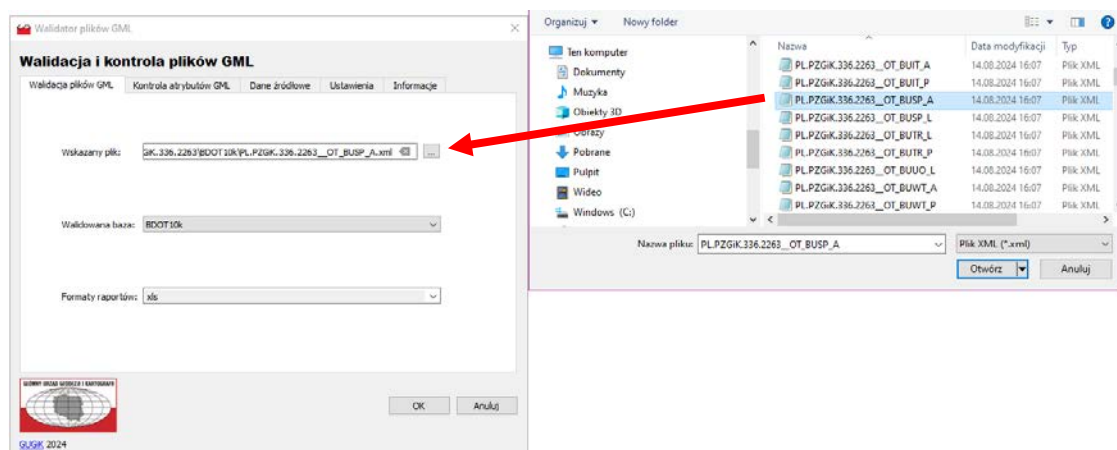 Walidator plików GML
Walidacja i kontrola plików GML
Walidacja plików GML Kontrola atrybutów GML Dane źródłowe Ustawienia Informacje
Wskazany plik: GiK.336.2263\BDOT10k\PL.PZGiK.336.2263__OT_BUSP_A.xml ...
Walidowana baza: BDOT10k
Formaty raportów: xls
GŁÓWNY URZĄD GEODEZJI I KARTOGRAFII
OK Anuluj
GUGiK 2024
Organizuj Nowy folder
Ten komputer
Dokumenty
Muzyka
Obiekty 3D
Obrazy
Pobrane
Pulpit
Wideo
Windows (C:)
Nazwa Data modyfikacji Typ
PL.PZGiK.336.2263__OT_BUIT_A 14.08.2024 16:07 Plik XML
PL.PZGiK.336.2263__OT_BUIT_P 14.08.2024 16:07 Plik XML
PL.PZGiK.336.2263__OT_BUSP_A 14.08.2024 16:07 Plik XML
PL.PZGiK.336.2263__OT_BUSP_L 14.08.2024 16:07 Plik XML
PL.PZGiK.336.2263__OT_BUTR_L 14.08.2024 16:07 Plik XML
PL.PZGiK.336.2263__OT_BUTR_P 14.08.2024 16:07 Plik XML
PL.PZGiK.336.2263__OT_BUUO_L 14.08.2024 16:07 Plik XML
PL.PZGiK.336.2263__OT_BUWT_A 14.08.2024 16:07 Plik XML
PL.PZGiK.336.2263__OT_BUWT_P 14.08.2024 16:07 Plik XML
Nazwa pliku: PL.PZGiK.336.2263__OT_BUSP_A Plik XML (*.xml)
Otwórz Anuluj